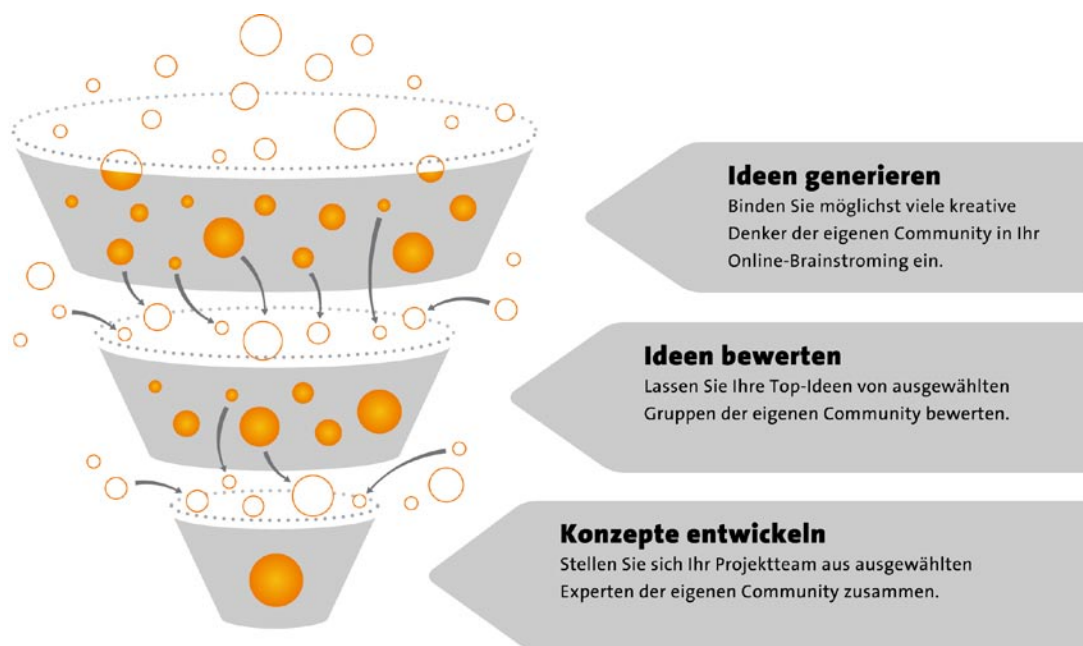 Ideen generieren
Binden Sie möglichst viele kreative
Denker der eigenen Community in Ihr
Online-Brainstroming ein.
Ideen bewerten
Lassen Sie Ihre Top-Ideen von ausgewählten
Gruppen der eigenen Community bewerten.
Konzepte entwickeln
Stellen Sie sich Ihr Projektteam aus ausgewählten
Experten der eigenen Community zusammen.